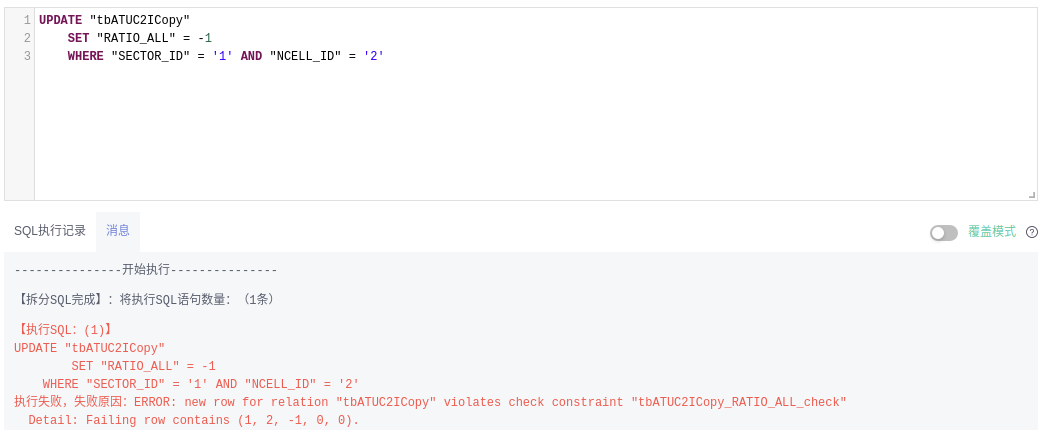 1 UPDATE "tbATUC2ICopy"
2 SET "RATIO_ALL" = -1
3 WHERE "SECTOR_ID" = '1' AND "NCELL_ID" = '2'
SQL执行记录 消息 覆盖模式
---------------开始执行---------------
【拆分SQL完成】：将执行SQL语句数量：（1条）
【执行SQL：(1)】
UPDATE "tbATUC2ICopy"
SET "RATIO_ALL" = -1
WHERE "SECTOR_ID" = '1' AND "NCELL_ID" = '2'
执行失败，失败原因：ERROR: new row for relation "tbATUC2ICopy" violates check constraint "tbATUC2ICopy_RATIO_ALL_check"
Detail: Failing row contains (1, 2, -1, 0, 0).